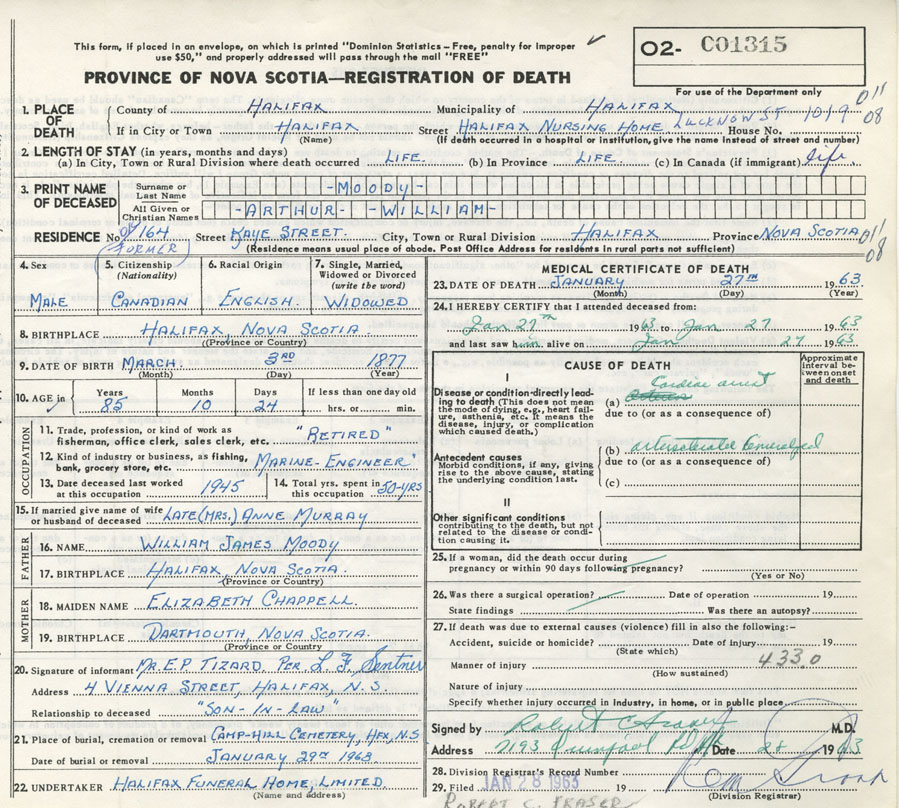 This form, if placed in an envelope, on which is printed "Dominion Statistics – Free, penalty for improper
use $50," and properly addressed will pass through the mail "FREE"
PROVINCE OF NOVA SCOTIA—REGISTRATION OF DEATH
O2- C01315
For use of the Department only
1. PLACE OF DEATH
County of HALIFAX Municipality of HALIFAX
If in City or Town HALIFAX Street HALIFAX NURSING HOME LUCKNOW ST House No. 1019 011 08
(Name) (If death occurred in a hospital or institution, give the name instead of street and number)
2. LENGTH OF STAY (in years, months and days)
(a) In City, Town or Rural Division where death occurred LIFE. (b) In Province LIFE. (c) In Canada (if immigrant) life
3. PRINT NAME OF DECEASED
Surname or Last Name -MOODY-
All Given or Christian Names -ARTHUR- -WILLIAM-
RESIDENCE No. 164 Street KAYE STREET. City, Town or Rural Division HALIFAX Province NOVA SCOTIA 011 08
FORMER (Residence means usual place of abode. Post Office Address for residents in rural parts not sufficient)
4. Sex
MALE
5. Citizenship
(Nationality)
CANADIAN
6. Racial Origin
ENGLISH.
7. Single, Married, Widowed or Divorced
(write the word)
WIDOWED
8. BIRTHPLACE HALIFAX, NOVA SCOTIA
(Province or Country)
9. DATE OF BIRTH MARCH. 3RD 1877
(Month) (Day) (Year)
10. AGE in
Years Months Days If less than one day old
85 10 24 hrs. or min.
OCCUPATION
11. Trade, profession, or kind of work as
fisherman, office clerk, sales clerk, etc. "RETIRED"
12. Kind of industry or business, as fishing,
bank, grocery store, etc. MARINE-ENGINEER
13. Date deceased last worked
at this occupation 1945
14. Total yrs. spent in
this occupation 50-YRS
15. If married give name of wife
or husband of deceased LATE (MRS.) ANNE MURRAY
FATHER
16. NAME WILLIAM JAMES MOODY
17. BIRTHPLACE HALIFAX, NOVA SCOTIA.
(Province or Country)
MOTHER
18. MAIDEN NAME ELIZABETH CHAPPELL.
19. BIRTHPLACE DARTMOUTH, NOVA SCOTIA.
(Province or Country)
20. Signature of informant MR. E.P TIZARD. PER L. F. Sentner
Address 4 VIENNA STREET, HALIFAX, N.S.
Relationship to deceased "SON-IN-LAW"
21. Place of burial, cremation or removal CAMP-HILL CEMETERY, HFX, N.S
Date of burial or removal JANUARY 29TH 1963
22. UNDERTAKER HALIFAX FUNERAL HOME, LIMITED.
(Name and address)
MEDICAL CERTIFICATE OF DEATH
23. DATE OF DEATH JANUARY 27TH 1963
(Month) (Day) (Year)
24. I HEREBY CERTIFY that I attended deceased from:
Jan 27th 1963 to Jan 27 1963
and last saw him alive on Jan 27 1963
CAUSE OF DEATH
Approximate interval between onset and death
I
Disease or condition directly leading to death (This does not mean the mode of dying, e.g., heart failure, asthenia, etc. It means the disease, injury, or complication which caused death.)
(a) Cardiac arrest
due to (or as a consequence of)
Antecedent causes
Morbid conditions, if any, giving rise to the above cause, stating the underlying condition last.
(b) Generalized
due to (or as a consequence of)
(c)
II
Other significant conditions
contributing to the death, but not related to the disease or condition causing it.
25. If a woman, did the death occur during
pregnancy or within 90 days following pregnancy?
(Yes or No)
26. Was there a surgical operation? Date of operation 19
State findings Was there an autopsy?
27. If death was due to external causes (violence) fill in also the following:–
Accident, suicide or homicide? Date of injury 19
(State which)
Manner of injury 433.0
(How sustained)
Nature of injury
Specify whether injury occurred in Industry, in home, or in public place
Signed by Robert C Fraser M.D.
Address Date 28 1963
28. Division Registrar's Record Number
29. Filed JAN 28 1963 19
(Division Registrar)
ROBERT C. FRASER